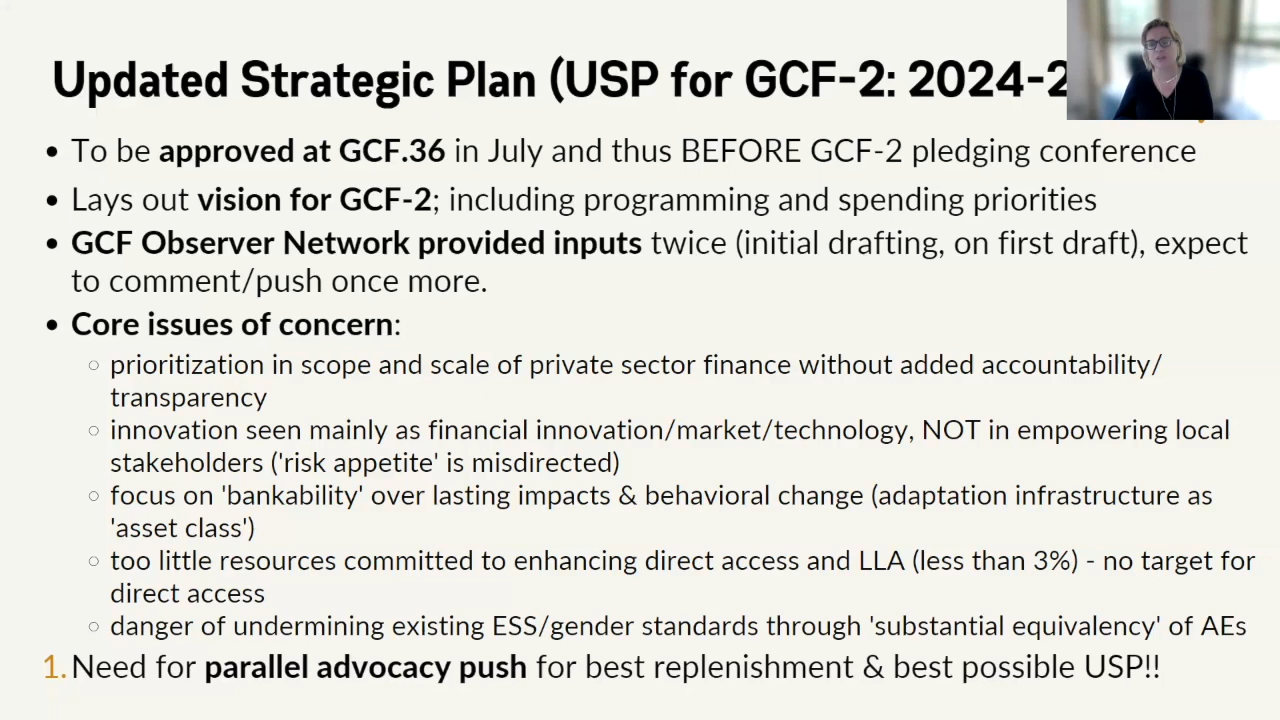 Updated Strategic Plan (USP for GCF-2: 2024-2
• To be approved at GCF.36 in July and thus BEFORE GCF-2 pledging conference
• Lays out vision for GCF-2; including programming and spending priorities
• GCF Observer Network provided inputs twice (initial drafting, on first draft), expect
to comment/push once more.
• Core issues of concern:
○ prioritization in scope and scale of private sector finance without added accountability/
transparency
○ innovation seen mainly as financial innovation/market/technology, NOT in empowering local
stakeholders ('risk appetite' is misdirected)
○ focus on 'bankability' over lasting impacts & behavioral change (adaptation infrastructure as
'asset class')
○ too little resources committed to enhancing direct access and LLA (less than 3%) - no target for
direct access
○ danger of undermining existing ESS/gender standards through 'substantial equivalency' of AEs
1. Need for parallel advocacy push for best replenishment & best possible USP!!